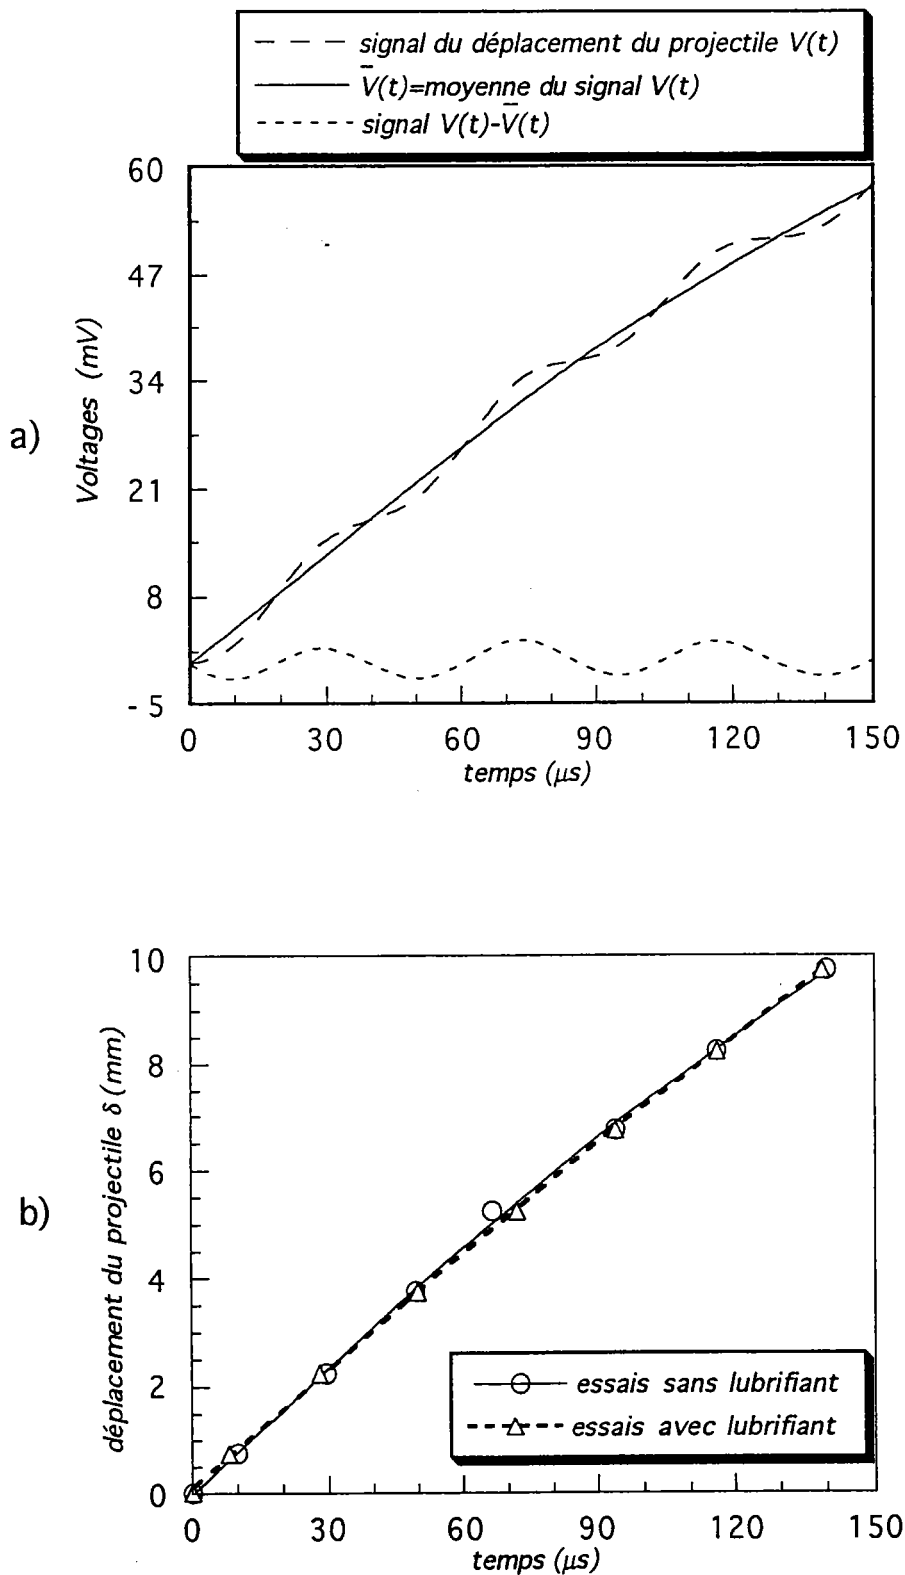 signal du déplacement du projectile V(t)
V̅(t)=moyenne du signal V(t)
signal V(t)-V̅(t)
60
47
34
21
8
-5
Voltages (mV)
a)
0 30 60 90 120 150
temps (μs)
10
8
6
4
2
0
déplacement du projectile δ (mm)
b)
essais sans lubrifiant
essais avec lubrifiant
0 30 60 90 120 150
temps (μs)